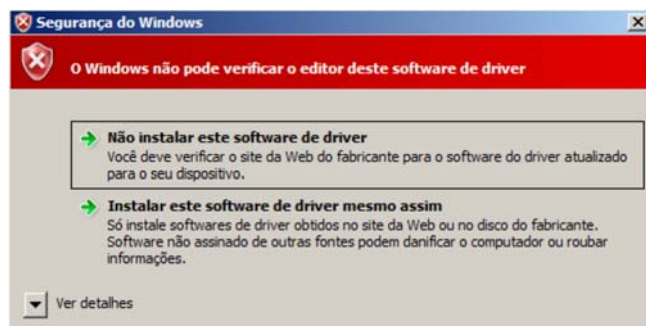 Segurança do Windows
O Windows não pode verificar o editor deste software de driver
Não instalar este software de driver
Você deve verificar o site da Web do fabricante para o software do driver atualizado
para o seu dispositivo.
Instalar este software de driver mesmo assim
Só instale softwares de driver obtidos no site da Web ou no disco do fabricante.
Software não assinado de outras fontes podem danificar o computador ou roubar
informações.
Ver detalhes